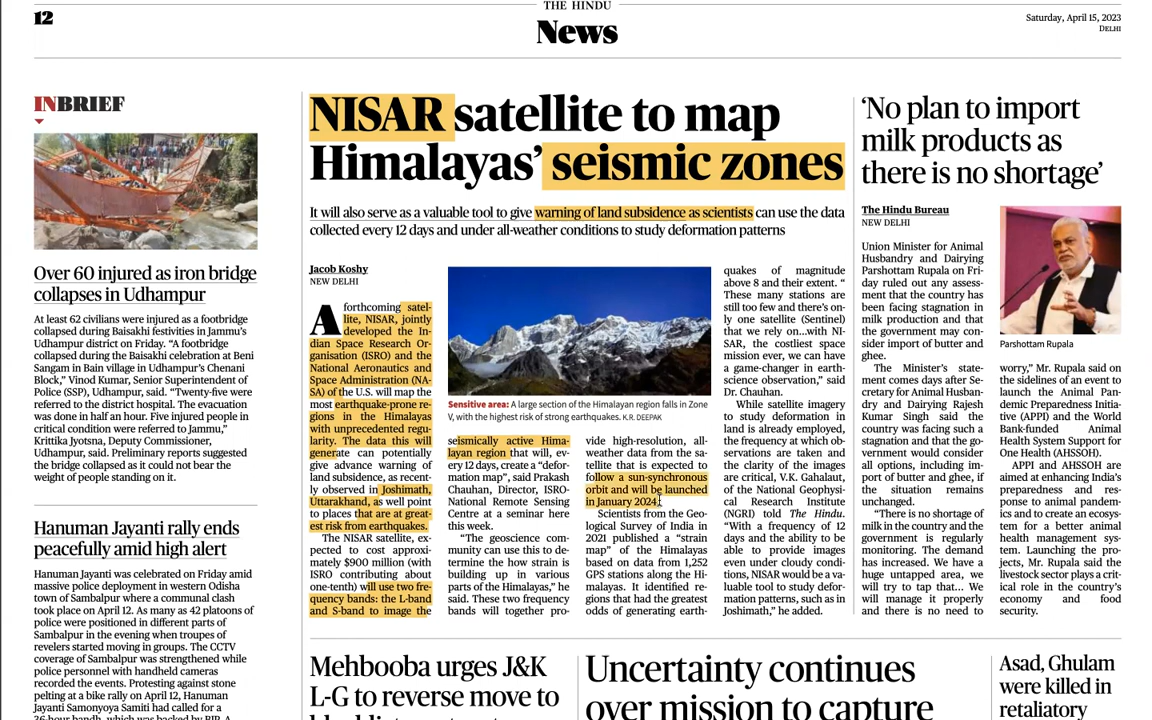 12
THE HINDU
News
Saturday, April 15, 2023
DELHI
INBRIEF
Over 60 injured as iron bridge
collapses in Udhampur
At least 62 civilians were injured as a footbridge
collapsed during Baisakhi festivities in Jammu's
Udhampur district on Friday. “A footbridge
collapsed during the Baisakhi celebration at Beni
Sangam in Bain village in Udhampur's Chenani
Block,” Vinod Kumar, Senior Superintendent of
Police (SSP), Udhampur, said. “Twenty-five were
referred to the district hospital. The evacuation
was done in half an hour. Five injured people in
critical condition were referred to Jammu,”
Krittika Jyotsna, Deputy Commissioner,
Udhampur, said. Preliminary reports suggested
the bridge collapsed as it could not bear the
weight of people standing on it.
Hanuman Jayanti rally ends
peacefully amid high alert
Hanuman Jayanti was celebrated on Friday amid
massive police deployment in western Odisha
town of Sambalpur where a communal clash
took place on April 12. As many as 42 platoons of
police were positioned in different parts of
Sambalpur in the evening when troupes of
revelers started moving in groups. The CCTV
coverage of Sambalpur was strengthened while
police personnel with handheld cameras
recorded the events. Protesting against stone
pelting at a bike rally on April 12, Hanuman
Jayanti Samonyoya Samiti had called for a
NISAR satellite to map
Himalayas' seismic zones
It will also serve as a valuable tool to give warning of land subsidence as scientists can use the data
collected every 12 days and under all-weather conditions to study deformation patterns
Jacob Koshy
NEW DELHI
A forthcoming satel-
lite, NISAR, jointly
developed the In-
dian Space Research Or-
ganisation (ISRO) and the
National Aeronautics and
Space Administration (NA-
SA) of the U.S. will map the
most earthquake-prone re-
gions in the Himalayas
with unprecedented regu-
larity. The data this will
generate can potentially
give advance warning of
land subsidence, as recent-
ly observed in Joshimath,
Uttarakhand, as well point
to places that are at great-
est risk from earthquakes.
The NISAR satellite, ex-
pected to cost approxi-
mately $900 million (with
ISRO contributing about
one-tenth) will use two fre-
quency bands: the L-band
and S-band to image the
Sensitive area: A large section of the Himalayan region falls in Zone
V, with the highest risk of strong earthquakes. K.R. DEEPAK
seismically active Hima-
layan region that will, ev-
ery 12 days, create a “defor-
mation map”, said Prakash
Chauhan, Director, ISRO-
National Remote Sensing
Centre at a seminar here
this week.
“The geoscience com-
munity can use this to de-
termine the how strain is
building up in various
parts of the Himalayas,” he
said. These two frequency
bands will together pro-
vide high-resolution, all-
weather data from the sa-
tellite that is expected to
follow a sun-synchronous
orbit and will be launched
in January 2024.
Scientists from the Geo-
logical Survey of India in
2021 published a “strain
map” of the Himalayas
based on data from 1,252
GPS stations along the Hi-
malayas. It identified re-
gions that had the greatest
odds of generating earth-
quakes of magnitude
above 8 and their extent. “
These many stations are
still too few and there's on-
ly one satellite (Sentinel)
that we rely on...with NI-
SAR, the costliest space
mission ever, we can have
a game-changer in earth-
science observation,” said
Dr. Chauhan.
While satellite imagery
to study deformation in
land is already employed,
the frequency at which ob-
servations are taken and
the clarity of the images
are critical, V.K. Gahalaut,
of the National Geophysi-
cal Research Institute
(NGRI) told The Hindu.
“With a frequency of 12
days and the ability to be
able to provide images
even under cloudy condi-
tions, NISAR would be a va-
luable tool to study defor-
mation patterns, such as in
Joshimath,” he added.
‘No plan to import
milk products as
there is no shortage’
The Hindu Bureau
NEW DELHI
Union Minister for Animal
Husbandry and Dairying
Parshottam Rupala on Fri-
day ruled out any assess-
ment that the country has
been facing stagnation in
milk production and that
the government may con-
sider import of butter and
ghee.
The Minister's state-
ment comes days after Se-
cretary for Animal Husban-
dry and Dairying Rajesh
Kumar Singh said the
country was facing such a
stagnation and that the go-
vernment would consider
all options, including im-
port of butter and ghee, if
the situation remains
unchanged.
“There is no shortage of
milk in the country and the
government is regularly
monitoring. The demand
has increased. We have a
huge untapped area, we
will try to tap that... We
will manage it properly
and there is no need to
Parshottam Rupala
worry,” Mr. Rupala said on
the sidelines of an event to
launch the Animal Pan-
demic Preparedness Initia-
tive (APPI) and the World
Bank-funded Animal
Health System Support for
One Health (AHSSOH).
APPI and AHSSOH are
aimed at enhancing India's
preparedness and res-
ponse to animal pandem-
ics and to create an ecosys-
tem for a better animal
health management sys-
tem. Launching the pro-
jects, Mr. Rupala said the
livestock sector plays a crit-
ical role in the country's
economy and food
security.
Mehbooba urges J&K
L-G to reverse move to
Uncertainty continues
over mission to capture
Asad, Ghulam
were killed in
retaliatory